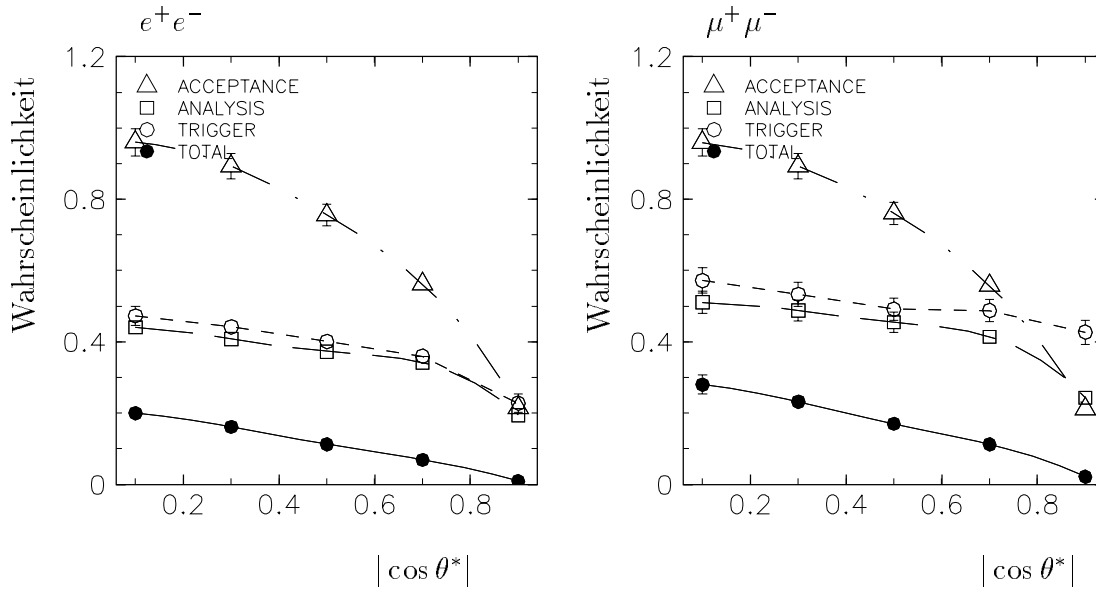 e⁺e⁻
Wahrscheinlichkeit
1.2
0.8
0.4
0
ACCEPTANCE
ANALYSIS
TRIGGER
TOTAL
0.2 0.4 0.6 0.8
|cos θ*|
μ⁺μ⁻
Wahrscheinlichkeit
1.2
0.8
0.4
0
ACCEPTANCE
ANALYSIS
TRIGGER
TOTAL
0.2 0.4 0.6 0.8
|cos θ*|